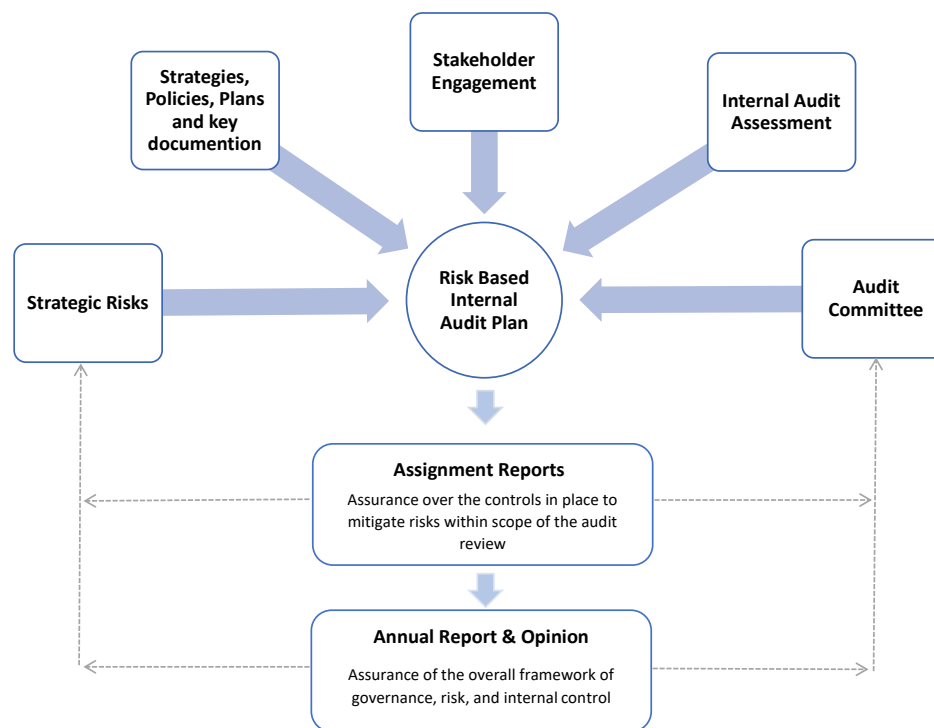 Stakeholder
Engagement
Strategies,
Policies, Plans
and key
documention
Internal Audit
Assessment
Strategic Risks
Risk Based
Internal
Audit Plan
Audit
Committee
Assignment Reports
Assurance over the controls in place to
mitigate risks within scope of the audit
review
Annual Report & Opinion
Assurance of the overall framework of
governance, risk, and internal control